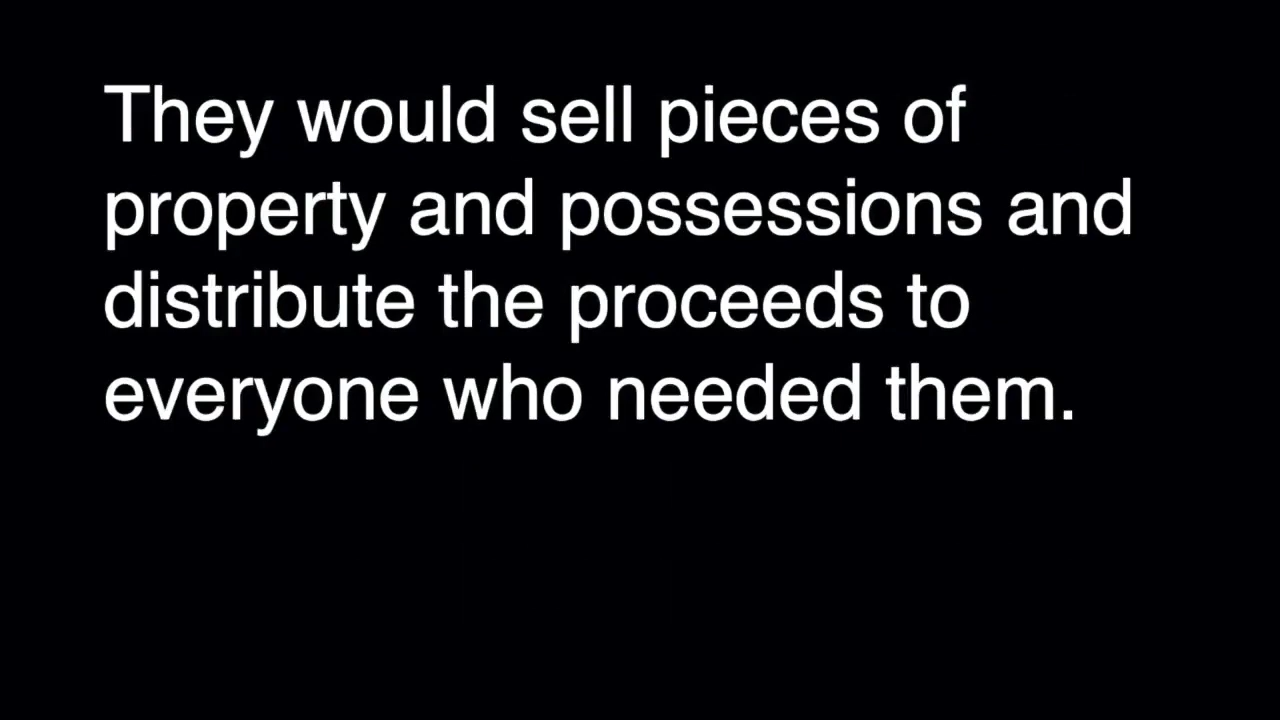 They would sell pieces of
property and possessions and
distribute the proceeds to
everyone who needed them.